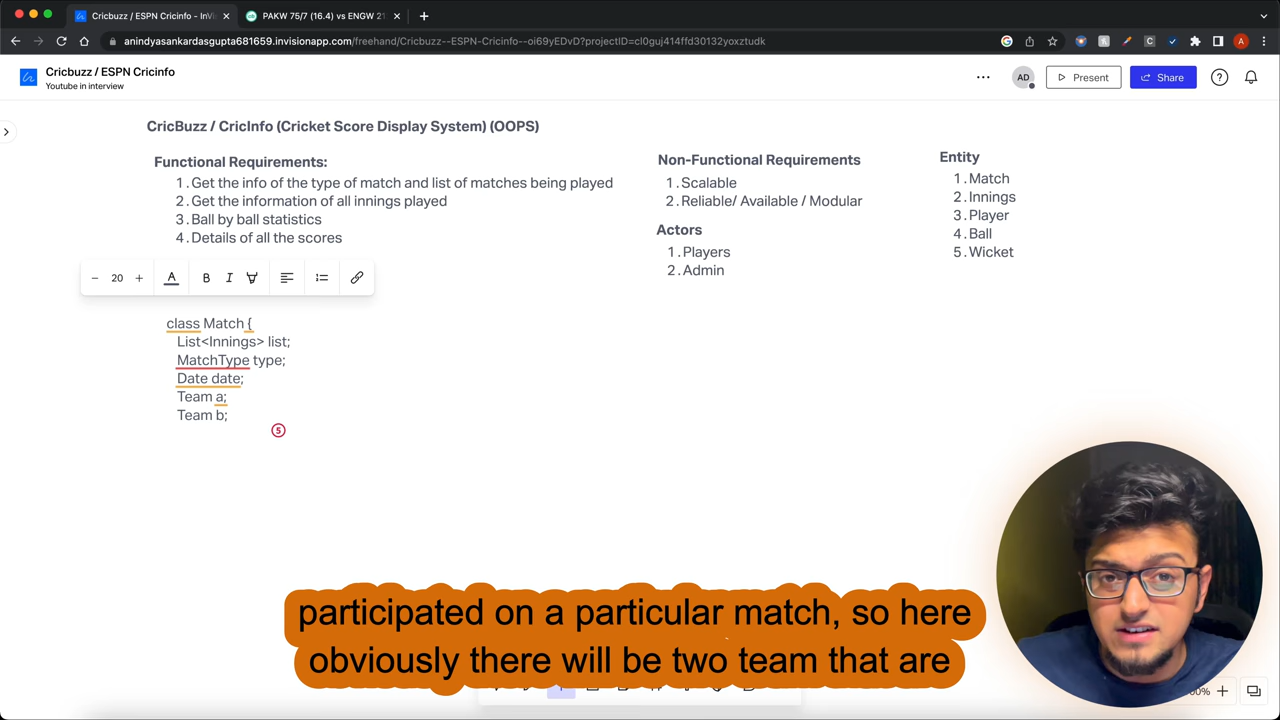 Cricbuzz / ESPN Cricinfo - InVi
PAKW 75/7 (16.4) vs ENGW 21
anindyasankardasgupta681659.invisionapp.com/freehand/Cricbuzz--ESPN-Cricinfo--oi69yEDvD?projectID=cl0guj414ffd30132yoxztudk
A
Cricbuzz / ESPN Cricinfo
Youtube in interview
AD
Present
Share
CricBuzz / CricInfo (Cricket Score Display System) (OOPS)
Functional Requirements:
1. Get the info of the type of match and list of matches being played
2. Get the information of all innings played
3. Ball by ball statistics
4. Details of all the scores
Non-Functional Requirements
1. Scalable
2. Reliable/ Available / Modular
Actors
1. Players
2. Admin
Entity
1. Match
2. Innings
3. Player
4. Ball
5. Wicket
20
A
B
I
class Match {
List<Innings> list;
MatchType type;
Date date;
Team a;
Team b;
5
participated on a particular match, so here
obviously there will be two team that are